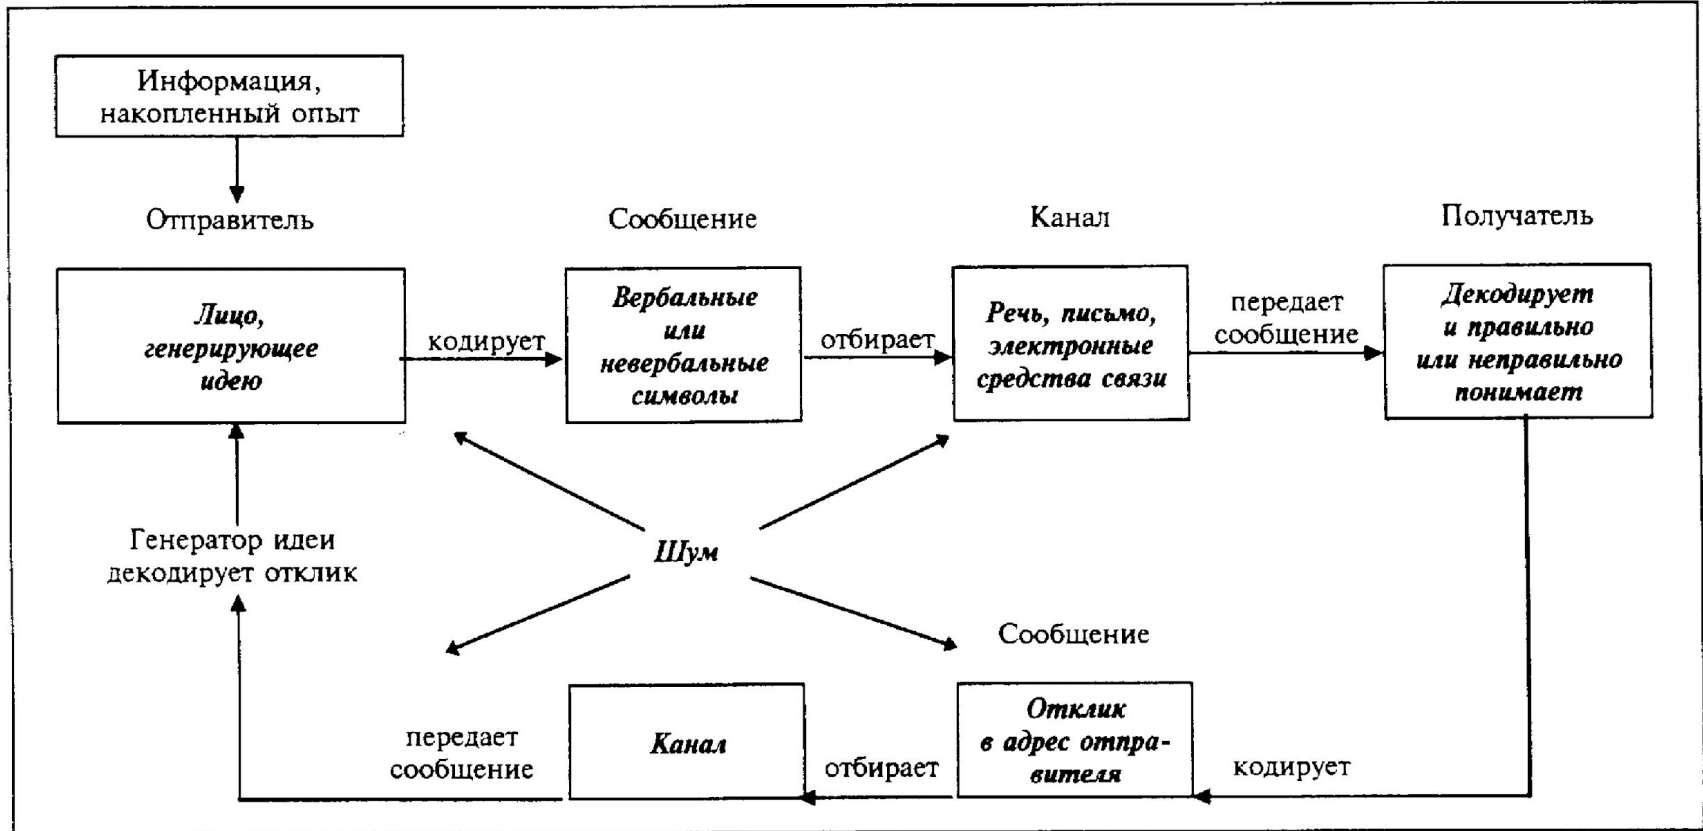 Информация,
накопленный опыт
Отправитель
Сообщение
Канал
Получатель
Лицо,
генерирующее
идею
кодирует
Вербальные
или
невербальные
символы
отбирает
Речь, письмо,
электронные
средства связи
передает
сообщение
Декодирует
и правильно
или неправильно
понимает
Генератор идеи
декодирует отклик
Шум
Сообщение
передает
сообщение
Канал
отбирает
Отклик
в адрес отпра-
вителя
кодирует